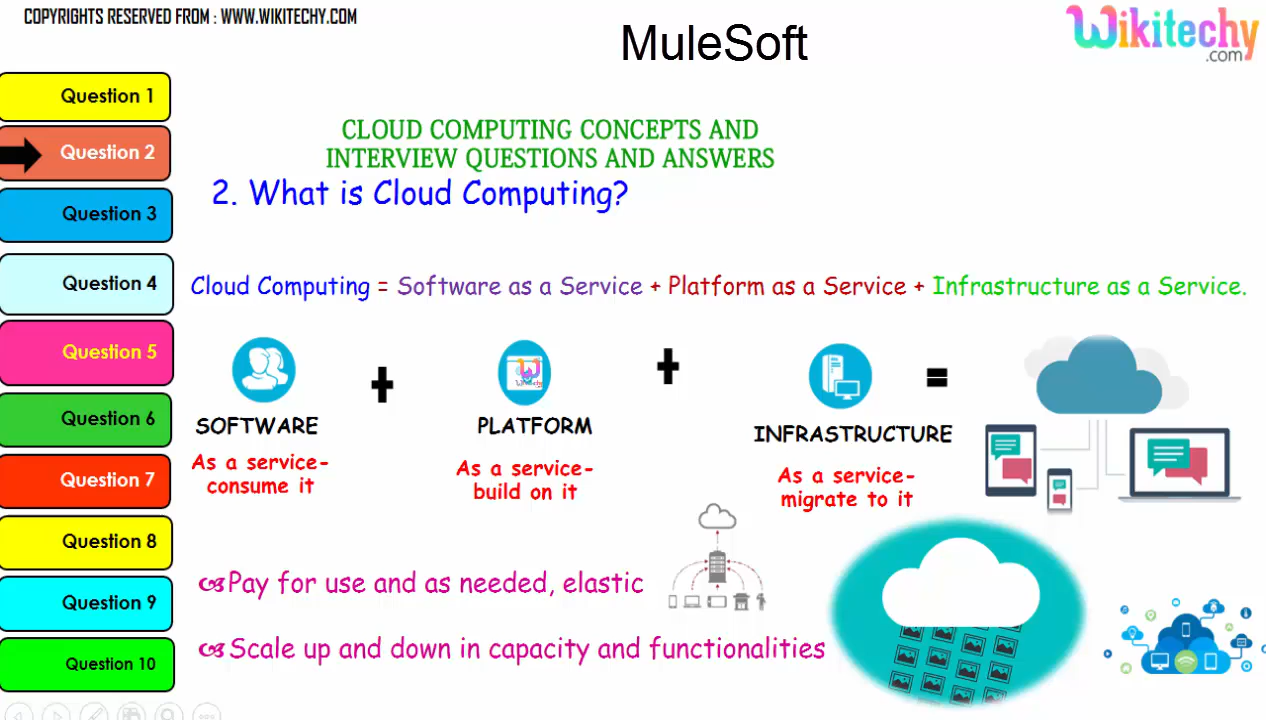 COPYRIGHTS RESERVED FROM : WWW.WIKITECHY.COM
MuleSoft
Wikitechy
.com
Question 1
Question 2
Question 3
Question 4
Question 5
Question 6
Question 7
Question 8
Question 9
Question 10
CLOUD COMPUTING CONCEPTS AND
INTERVIEW QUESTIONS AND ANSWERS
2. What is Cloud Computing?
Cloud Computing = Software as a Service + Platform as a Service + Infrastructure as a Service.
+ + =
W
Wikitechy
SOFTWARE
As a service-
consume it
PLATFORM
As a service-
build on it
INFRASTRUCTURE
As a service-
migrate to it
Pay for use and as needed, elastic
Scale up and down in capacity and functionalities